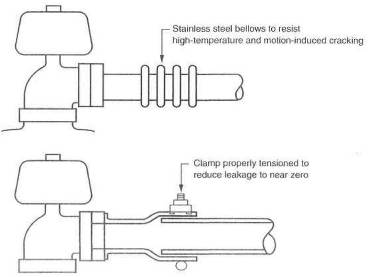 Stainless steel bellows to resist
high-temperature and motion-induced cracking
Clamp properly tensioned to
reduce leakage to near zero